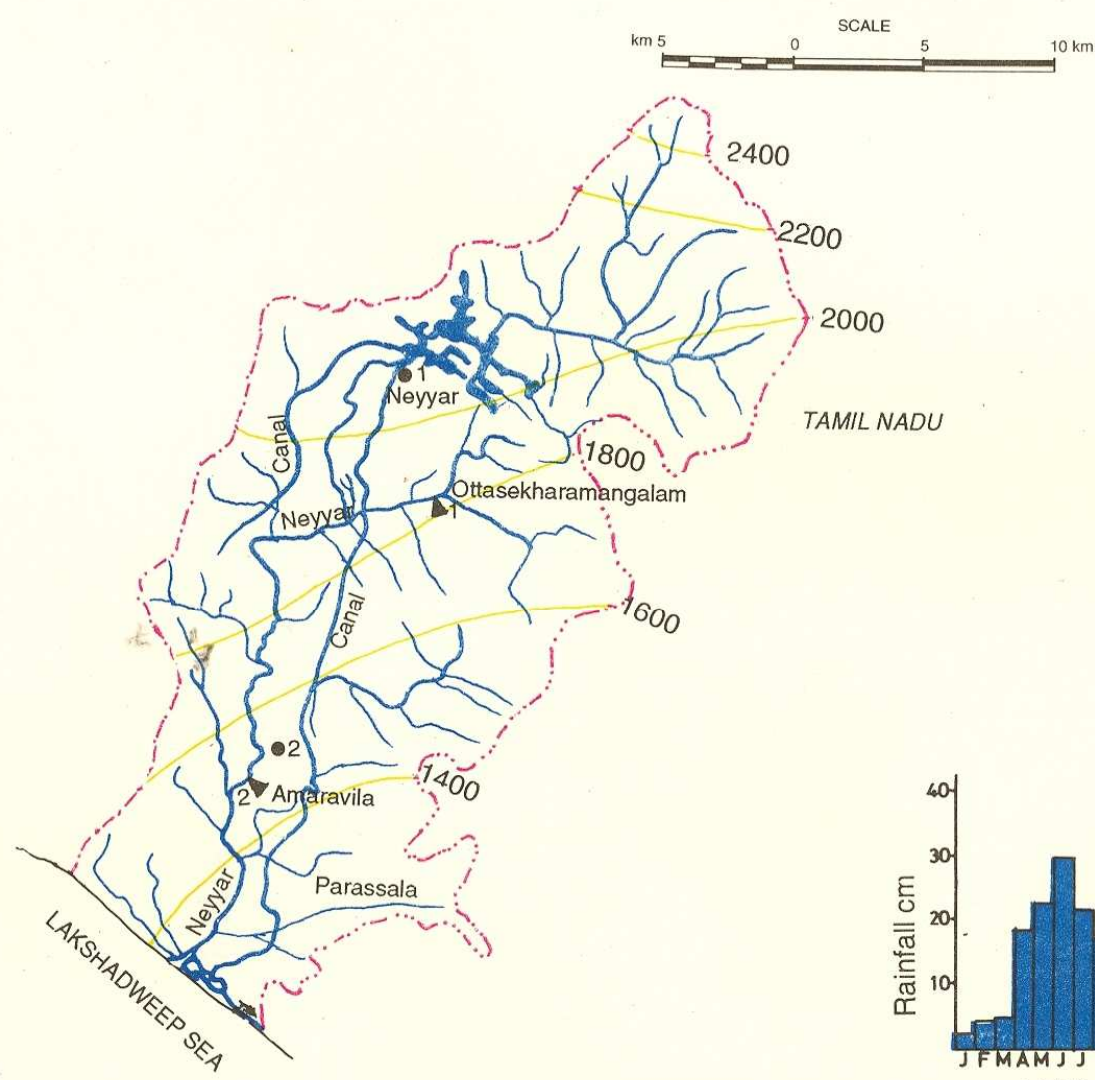 SCALE
km 5 0 5 10 km
2400
2200
2000
TAMIL NADU
1
Neyyar
Canal
1800
Ottasekharamangalam
1
Neyyar
1600
Canal
2
1400
2 Amaravila
Parassala
Neyyar
LAKSHADWEEP SEA
40
30
20
10
Rainfall cm
J F M A M J J